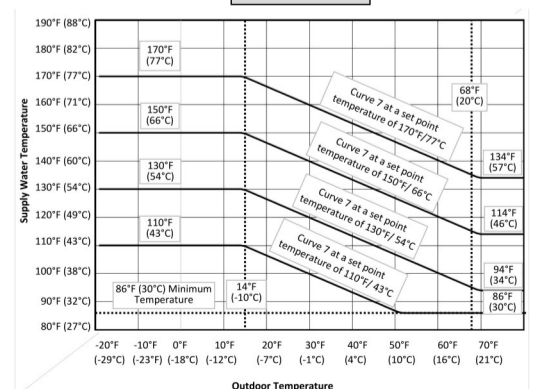 190°F (88°C)
180°F (82°C)
170°F (77°C)
160°F (71°C)
150°F (66°C)
140°F (60°C)
130°F (54°C)
120°F (49°C)
110°F (43°C)
100°F (38°C)
90°F (32°C)
80°F (27°C)
Supply Water Temperature
170°F
(77°C)
150°F
(66°C)
130°F
(54°C)
110°F
(43°C)
86°F (30°C) Minimum
Temperature
14°F
(-10°C)
Curve 7 at a set point
temperature of 170°F/77°C
Curve 7 at a set point
temperature of 150°F/ 66°C
Curve 7 at a set point
temperature of 130°F/ 54°C
Curve 7 at a set point
temperature of 110°F/ 43°C
68°F
(20°C)
134°F
(57°C)
114°F
(46°C)
94°F
(34°C)
86°F
(30°C)
-20°F -10°F 0°F 10°F 20°F 30°F 40°F 50°F 60°F 70°F
(-29°C) (-23°F) (-18°C) (-12°C) (-7°C) (-1°C) (4°C) (10°C) (16°C) (21°C)
Outdoor Temperature